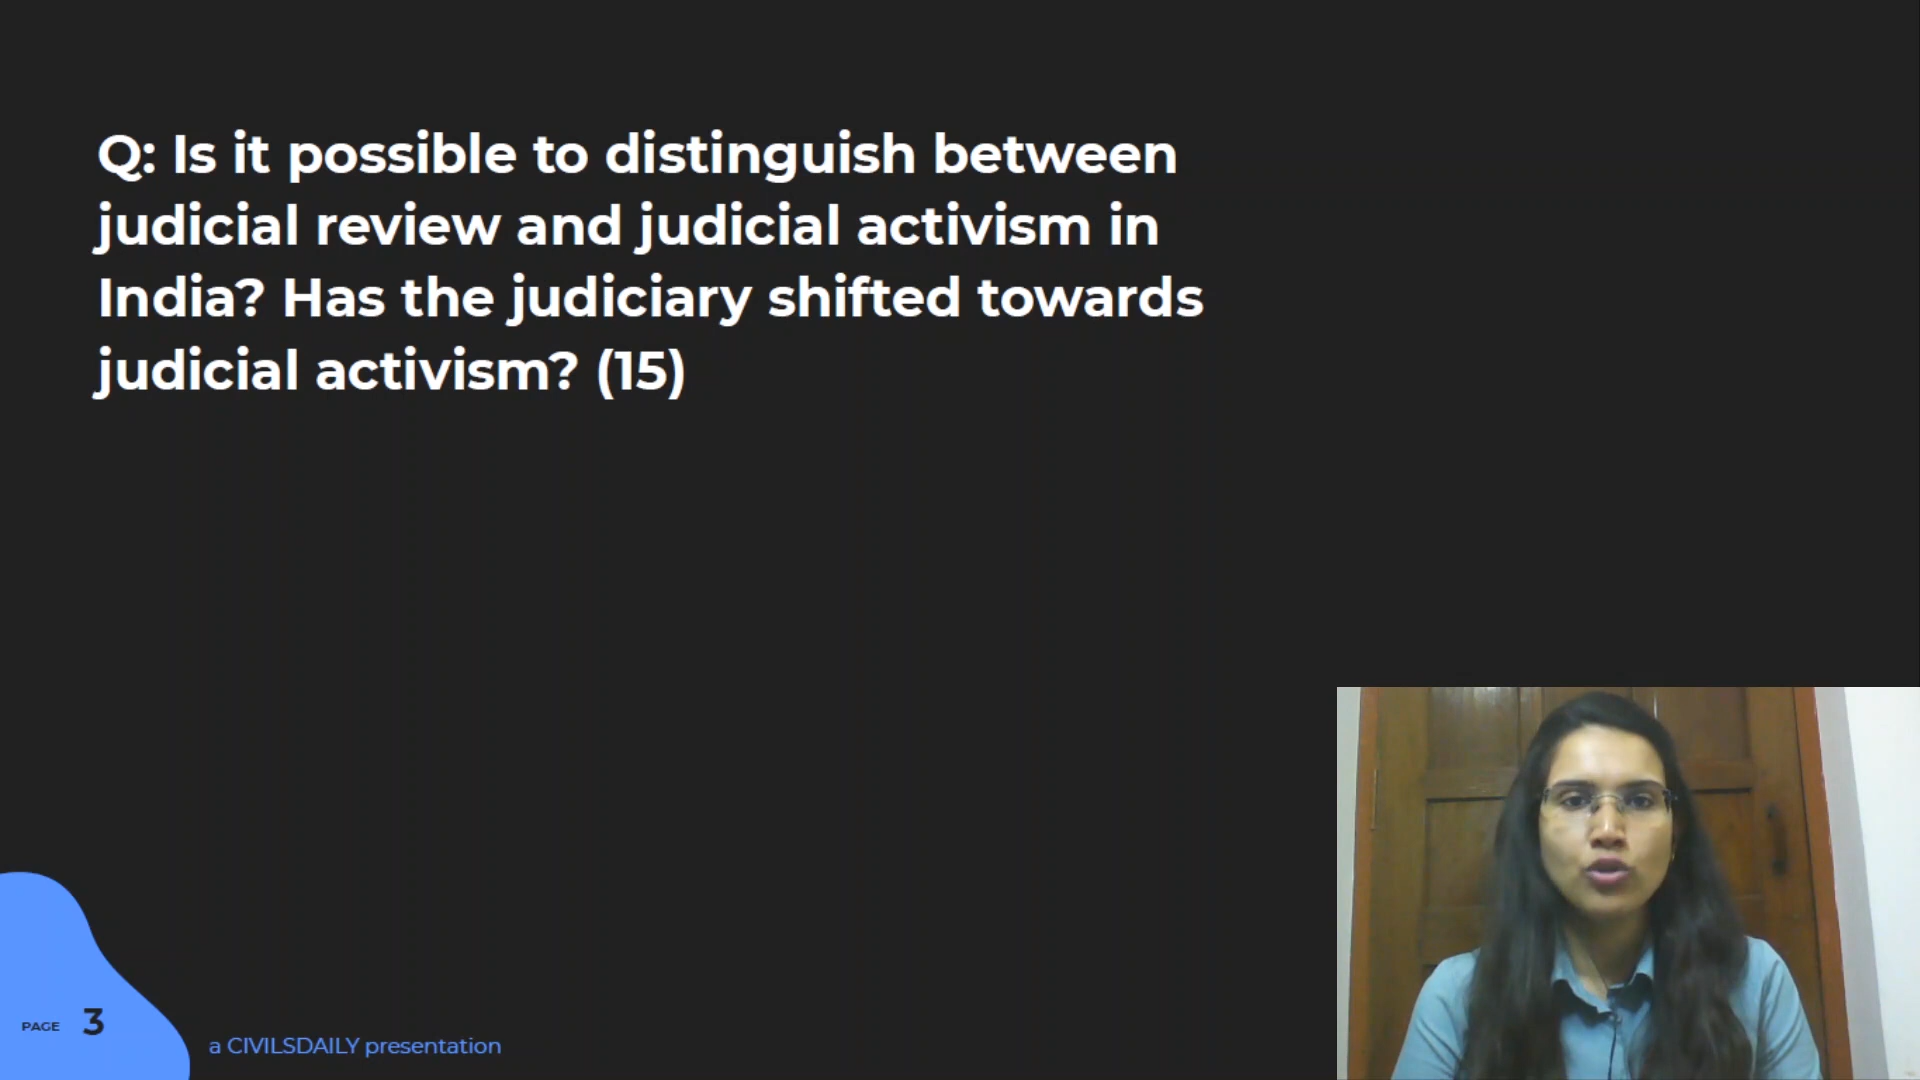 Q: Is it possible to distinguish between
judicial review and judicial activism in
India? Has the judiciary shifted towards
judicial activism? (15)
PAGE 3
a CIVILSDAILY presentation